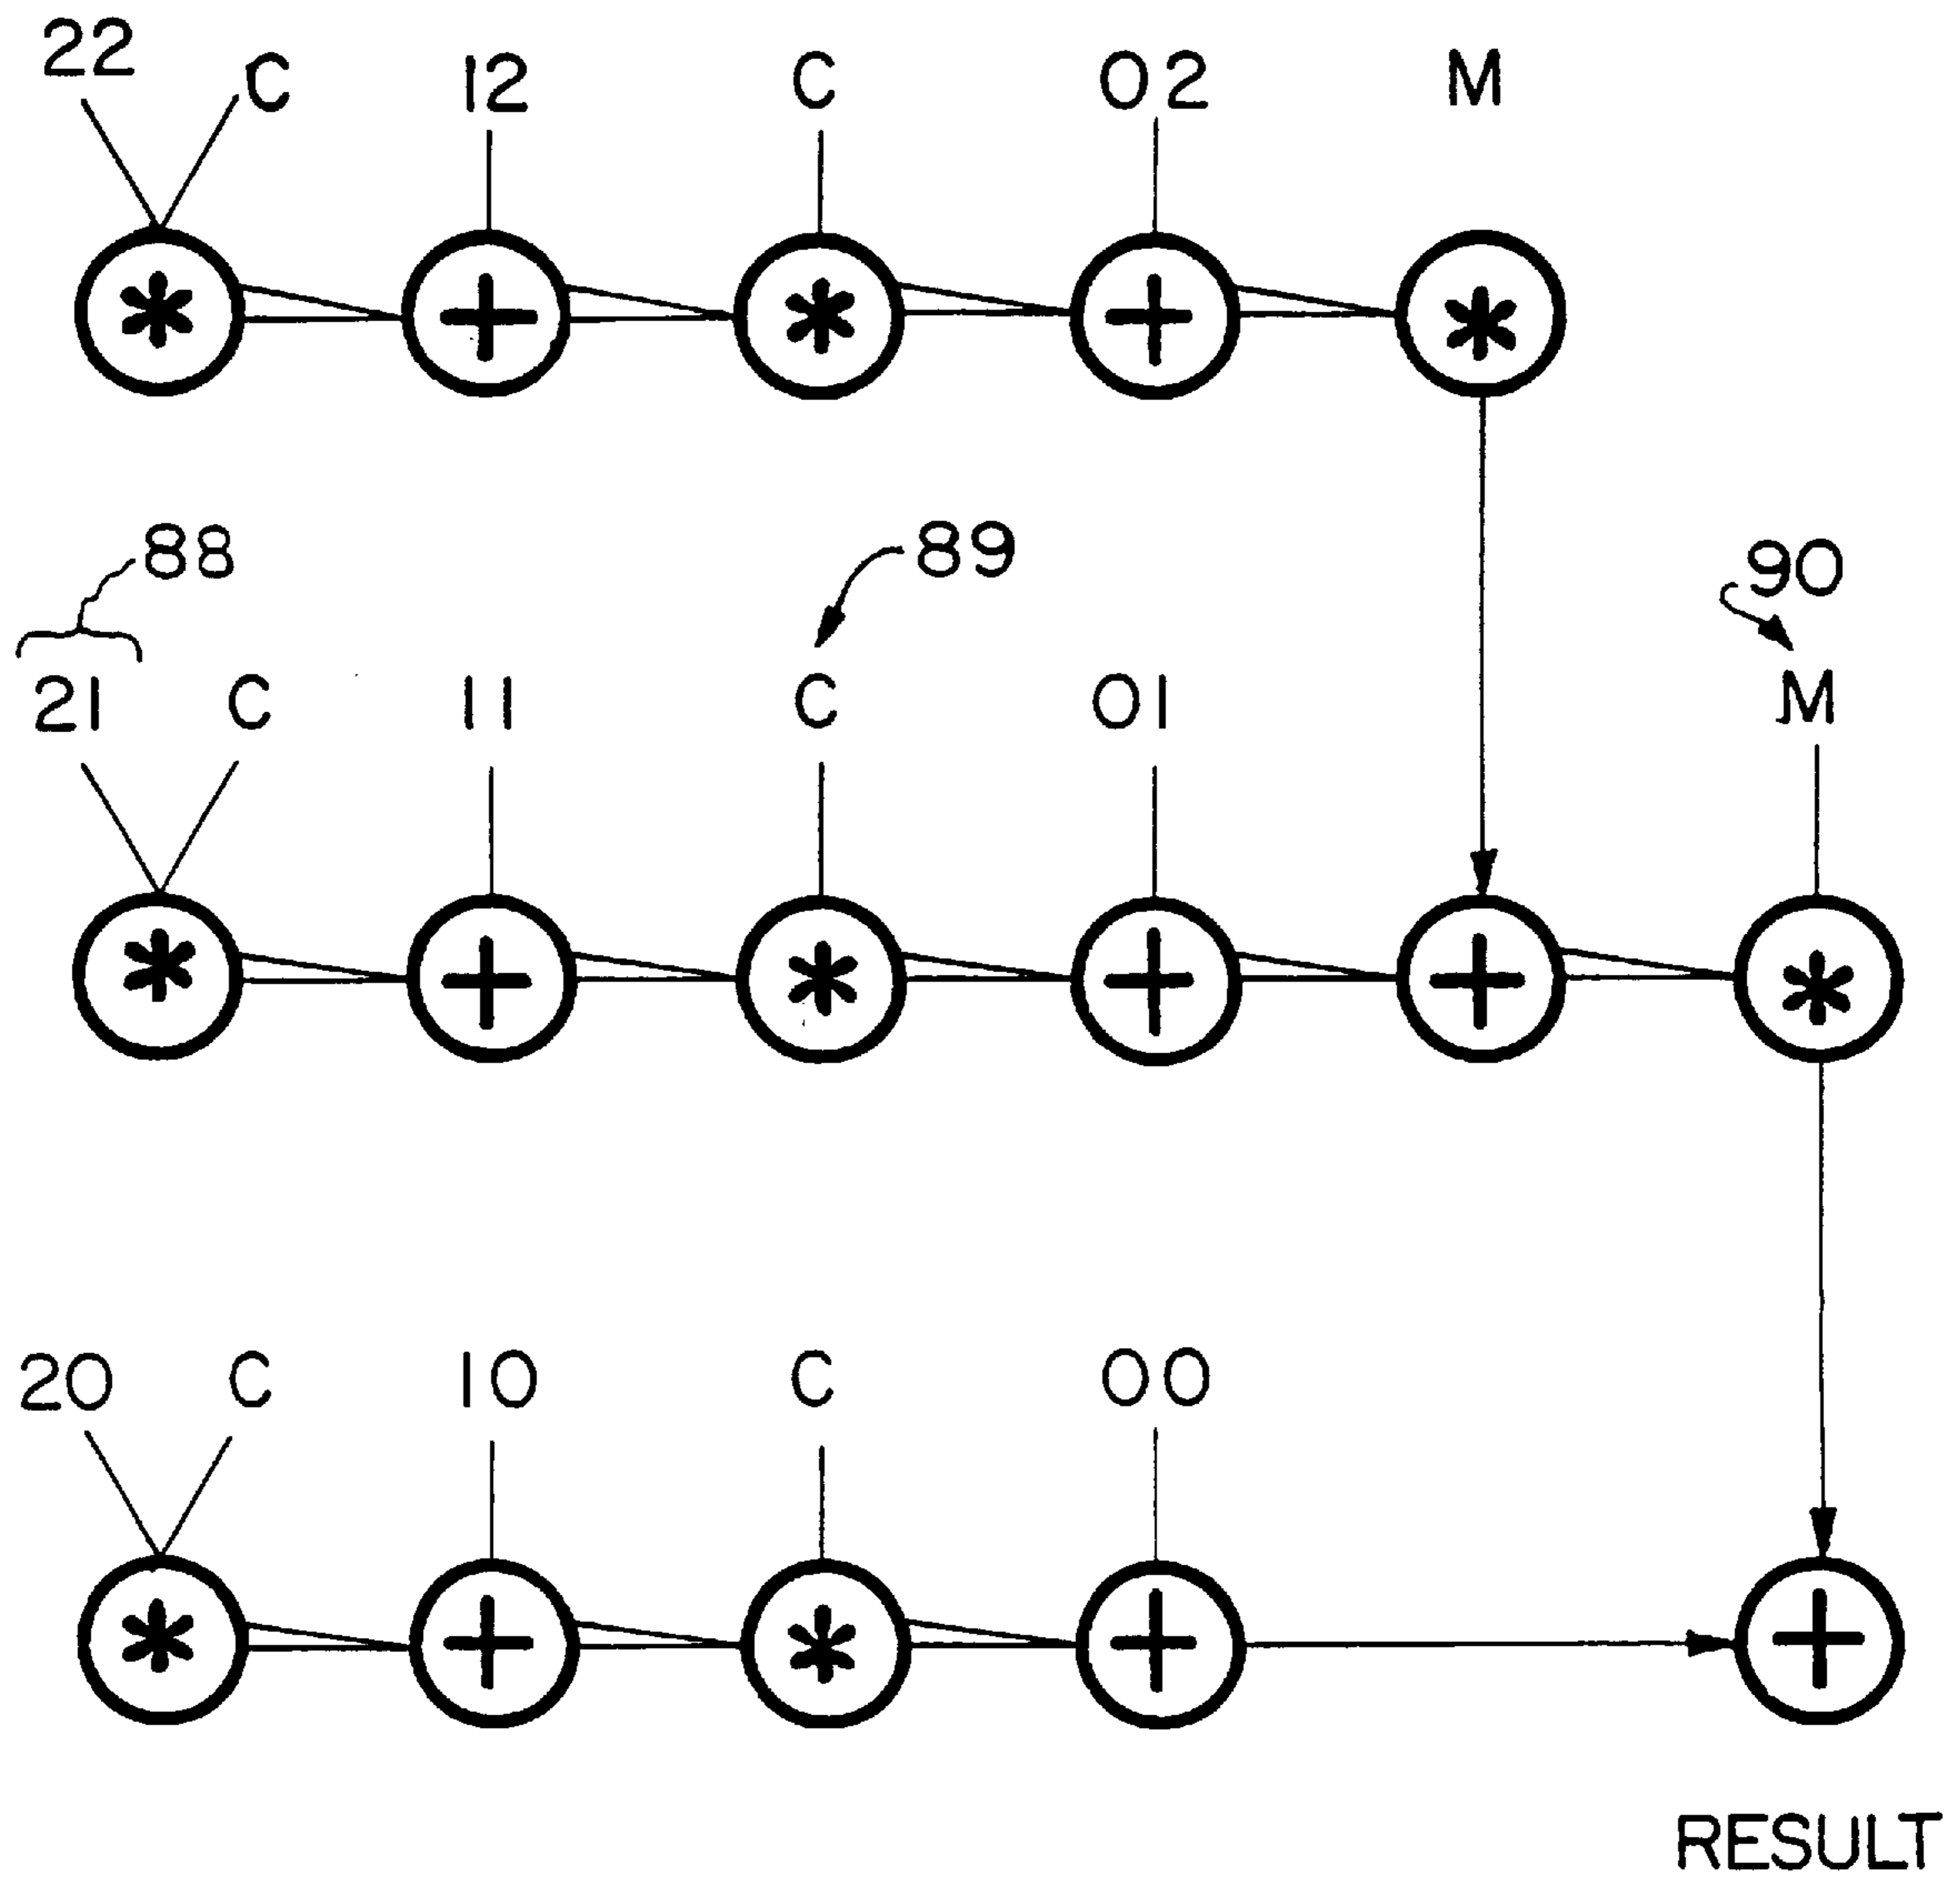 22 C 12 C 02 M
* + * + *
88 89 90
21 C 11 C 01 M
* + * + + *
20 C 10 C 00
* + * + +
RESULT